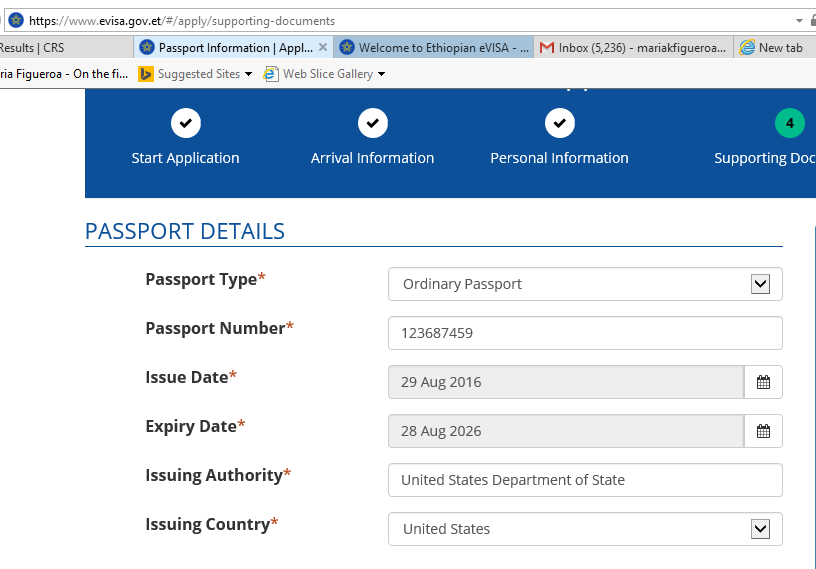 https://www.evisa.gov.et/#/apply/supporting-documents
Results | CRS
Passport Information | Appl...
Welcome to Ethiopian eVISA - ...
Inbox (5,236) - mariakfigueroa...
New tab
ria Figueroa - On the fi...
Suggested Sites
Web Slice Gallery
4
Start Application
Arrival Information
Personal Information
Supporting Doc
PASSPORT DETAILS
Passport Type* Ordinary Passport
Passport Number* 123687459
Issue Date* 29 Aug 2016
Expiry Date* 28 Aug 2026
Issuing Authority* United States Department of State
Issuing Country* United States